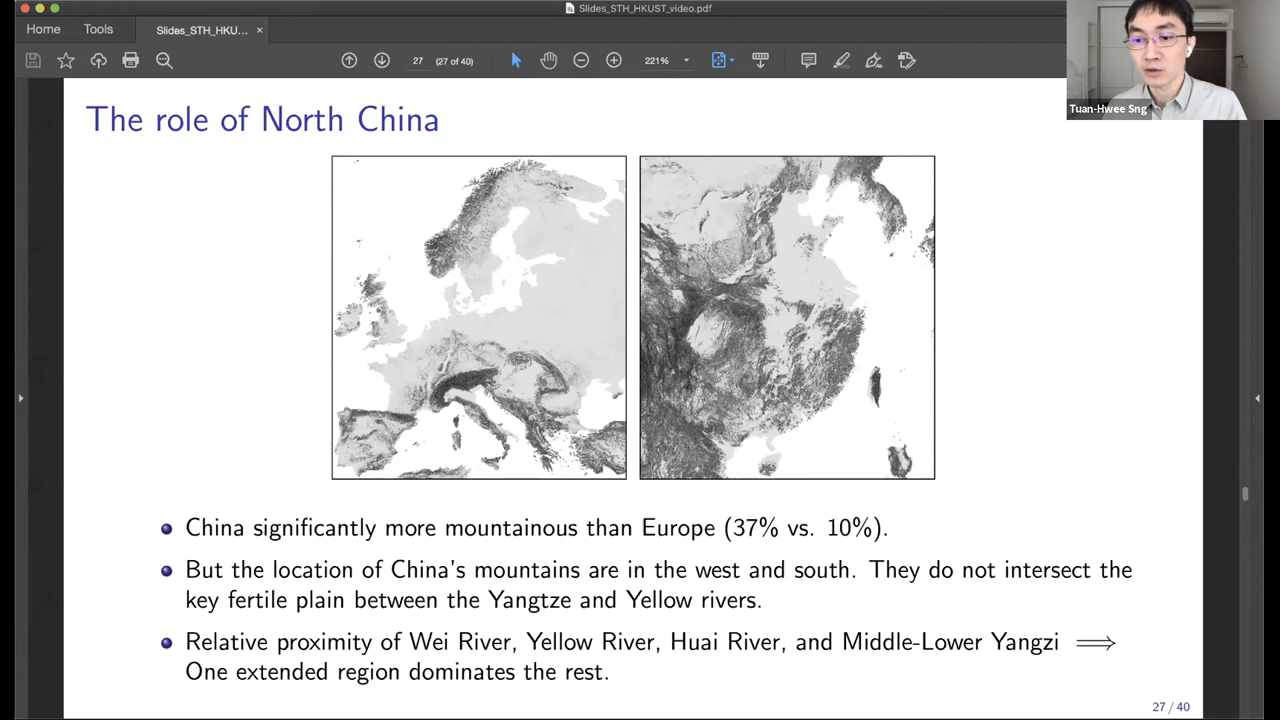 Slides_STH_HKUST_video.pdf
Home
Tools
Slides_STH_HKU...
×
27
(27 of 40)
221%
Tuan-Hwee Sng
The role of North China
China significantly more mountainous than Europe (37% vs. 10%).
But the location of China's mountains are in the west and south. They do not intersect the
key fertile plain between the Yangtze and Yellow rivers.
Relative proximity of Wei River, Yellow River, Huai River, and Middle-Lower Yangzi ⟹
One extended region dominates the rest.
27 / 40